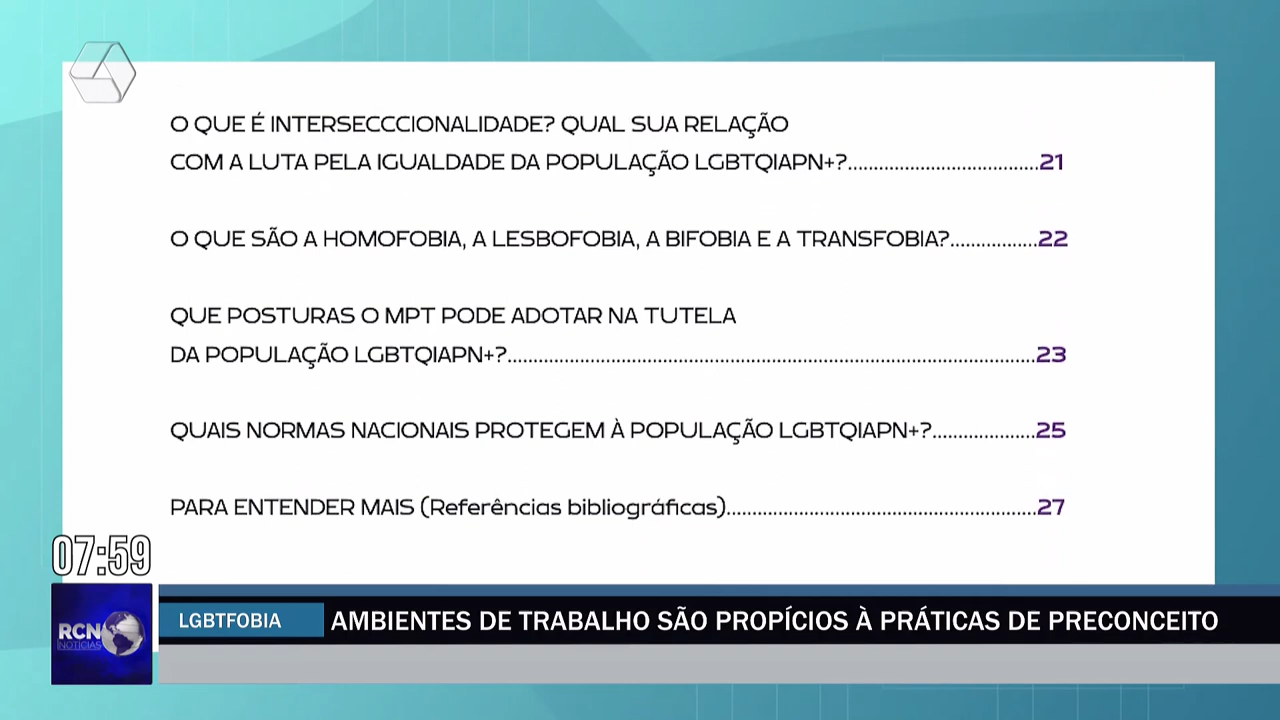 O QUE É INTERSECCCIONALIDADE? QUAL SUA RELAÇÃO
COM A LUTA PELA IGUALDADE DA POPULAÇÃO LGBTQIAPN+?................................21
O QUE SÃO A HOMOFOBIA, A LESBOFOBIA, A BIFOBIA E A TRANSFOBIA?...............22
QUE POSTURAS O MPT PODE ADOTAR NA TUTELA
DA POPULAÇÃO LGBTQIAPN+?........................................................................................23
QUAIS NORMAS NACIONAIS PROTEGEM À POPULAÇÃO LGBTQIAPN+?..................25
PARA ENTENDER MAIS (Referências bibliográficas)....................................................27
07:59
RCN
NOTÍCIAS
LGBTFOBIA
AMBIENTES DE TRABALHO SÃO PROPÍCIOS À PRÁTICAS DE PRECONCEITO